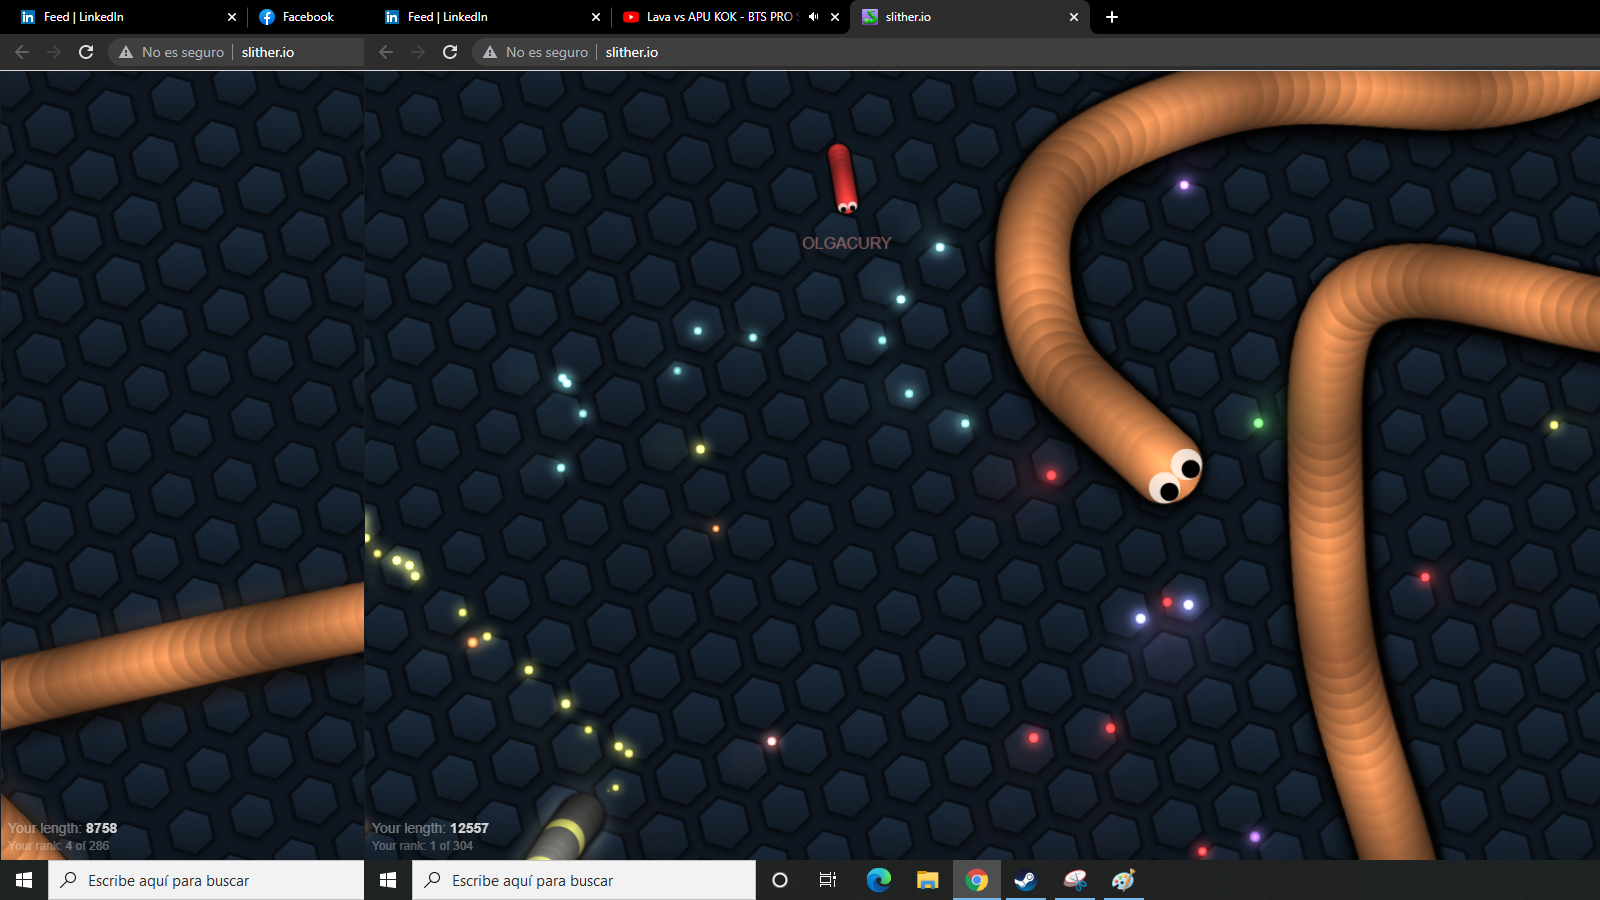 Feed | LinkedIn
Facebook
Feed | LinkedIn
Lava vs APU KOK - BTS PRO
slither.io
No es seguro | slither.io
No es seguro | slither.io
OLGACURY
Your length: 8758
Your rank: 4 of 286
Your length: 12557
Your rank: 1 of 304
Escribe aquí para buscar
Escribe aquí para buscar